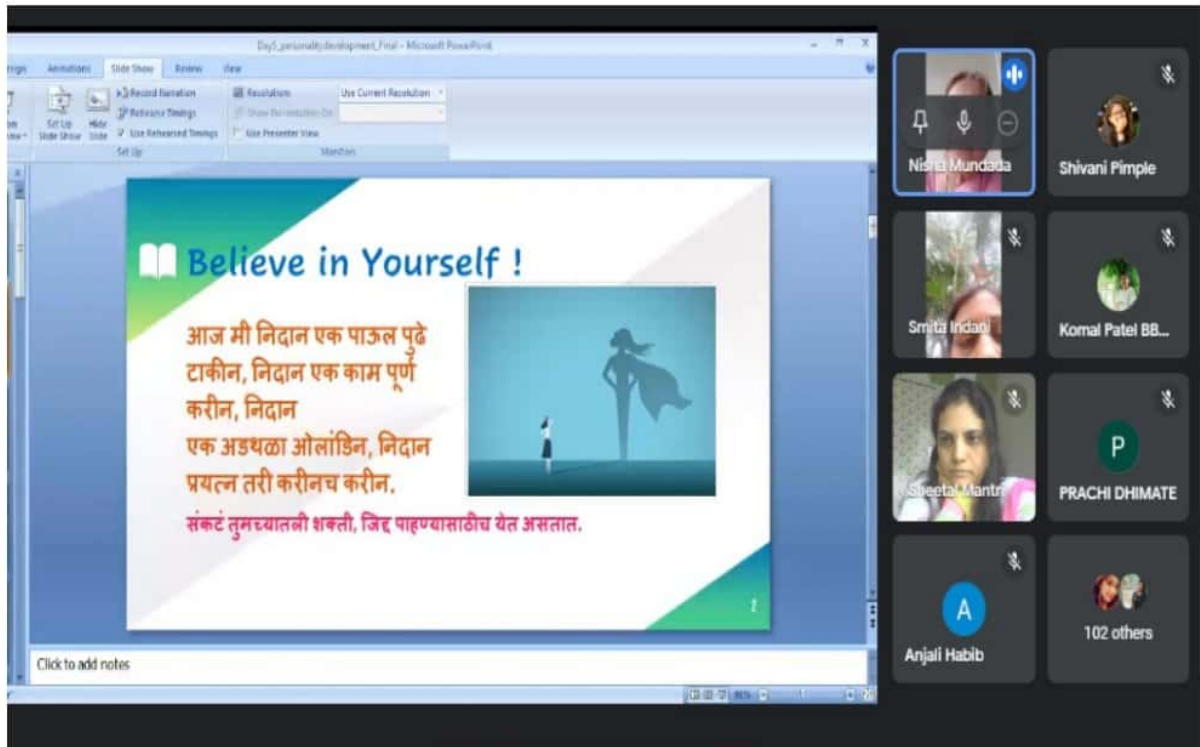 Day5_personalitydevelopment_Final - Microsoft PowerPoint
Animations Slide Show Review View
Set Up
Slide Show
Hide
Slide
Record Narration
Rehearse Timings
Use Rehearsed Timings
Set Up
Resolution: Use Current Resolution
Show Presentation On:
Use Presenter View
Monitors
Believe in Yourself !
आज मी निदान एक पाऊल पुढे
टाकीन, निदान एक काम पूर्ण
करीन, निदान
एक अडथळा ओलांडिन, निदान
प्रयत्न तरी करीनच करीन.
संकटं तुमच्यातली शक्ती, जिद्द पाहण्यासाठीच येत असतात.
Click to add notes
Nisha Mundada
Shivani Pimple
Smita Indani
Komal Patel BB...
Sheetal Mantri
P
PRACHI DHIMATE
A
Anjali Habib
102 others